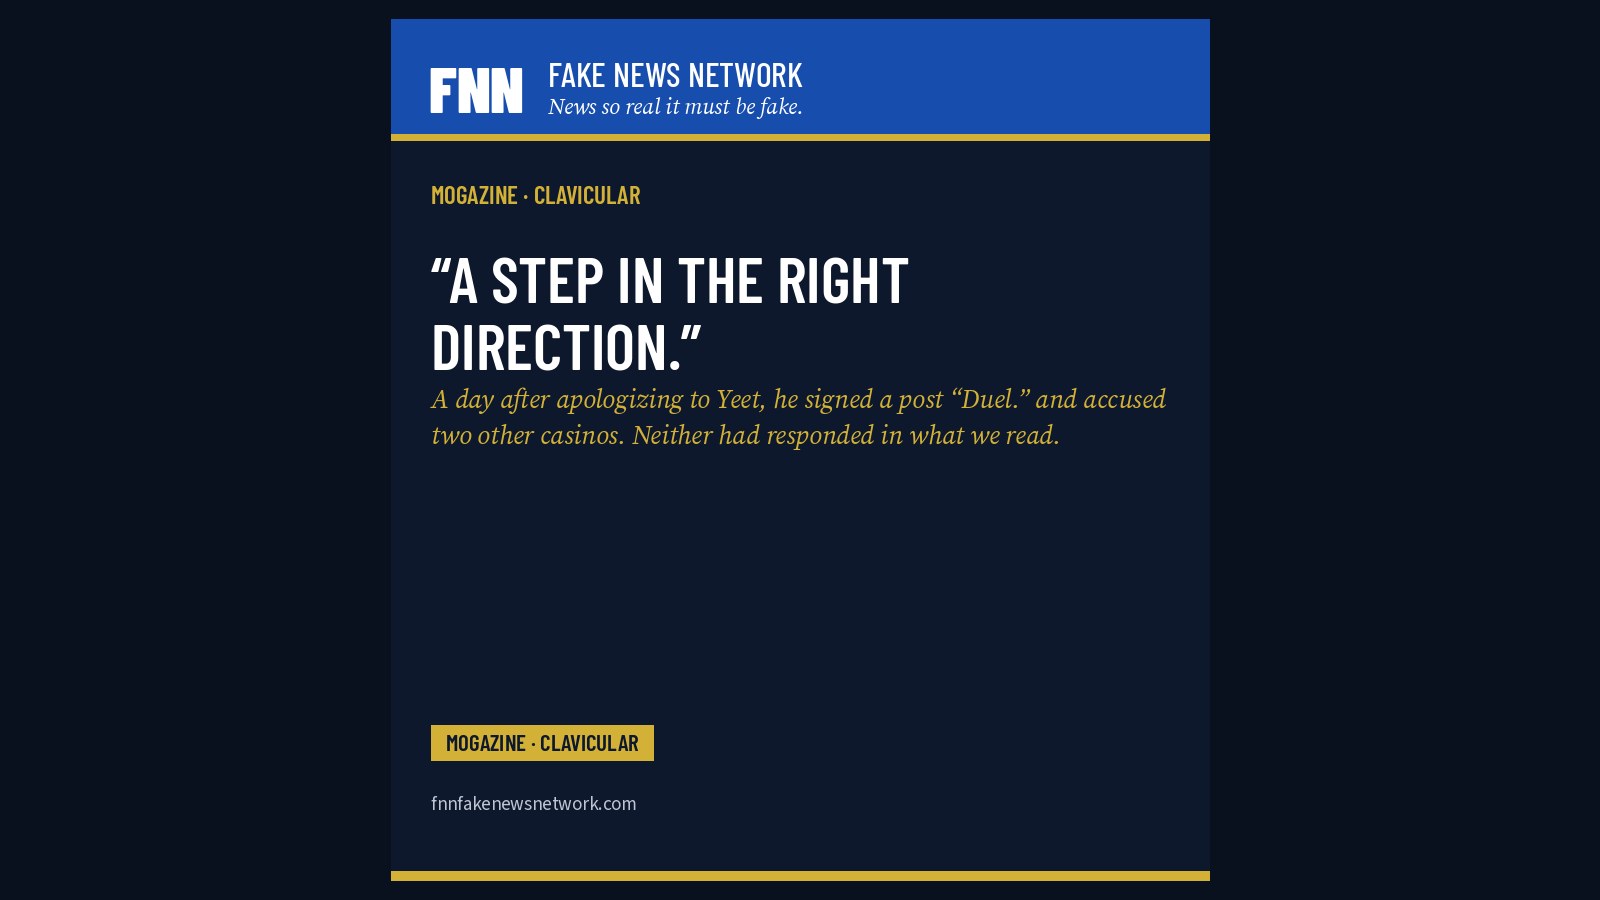 FNN
FAKE NEWS NETWORK
News so real it must be fake.
MOGAZINE · CLAVICULAR
“A STEP IN THE RIGHT
DIRECTION.”
A day after apologizing to Yeet, he signed a post “Duel.” and accused
two other casinos. Neither had responded in what we read.
MOGAZINE · CLAVICULAR
fnnfakenewsnetwork.com